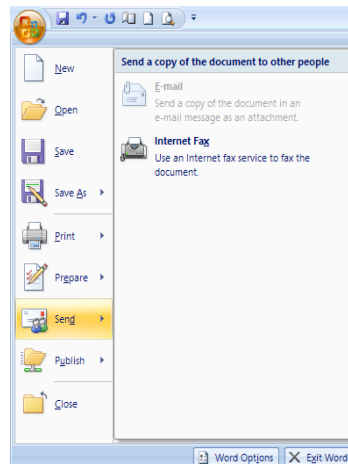 Send a copy of the document to other people
New
Open
Save
Save As
Print
Prepare
Send
Publish
Close
E-mail
Send a copy of the document in an
e-mail message as an attachment.
Internet Fax
Use an Internet fax service to fax the
document.
Word Options
Exit Word